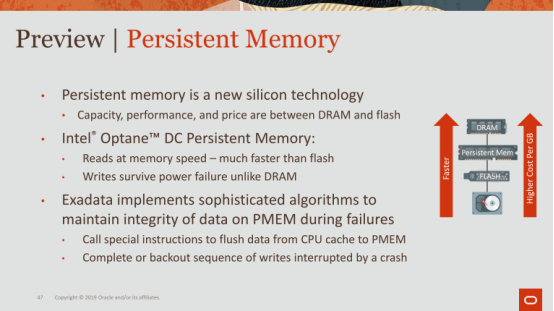 Preview | Persistent Memory
• Persistent memory is a new silicon technology
• Capacity, performance, and price are between DRAM and flash
• Intel® Optane™ DC Persistent Memory:
• Reads at memory speed – much faster than flash
• Writes survive power failure unlike DRAM
• Exadata implements sophisticated algorithms to
maintain integrity of data on PMEM during failures
• Call special instructions to flush data from CPU cache to PMEM
• Complete or backout sequence of writes interrupted by a crash
Faster
DRAM
Persistent Mem
FLASH
Higher Cost Per GB
47 Copyright © 2019 Oracle and/or its affiliates.